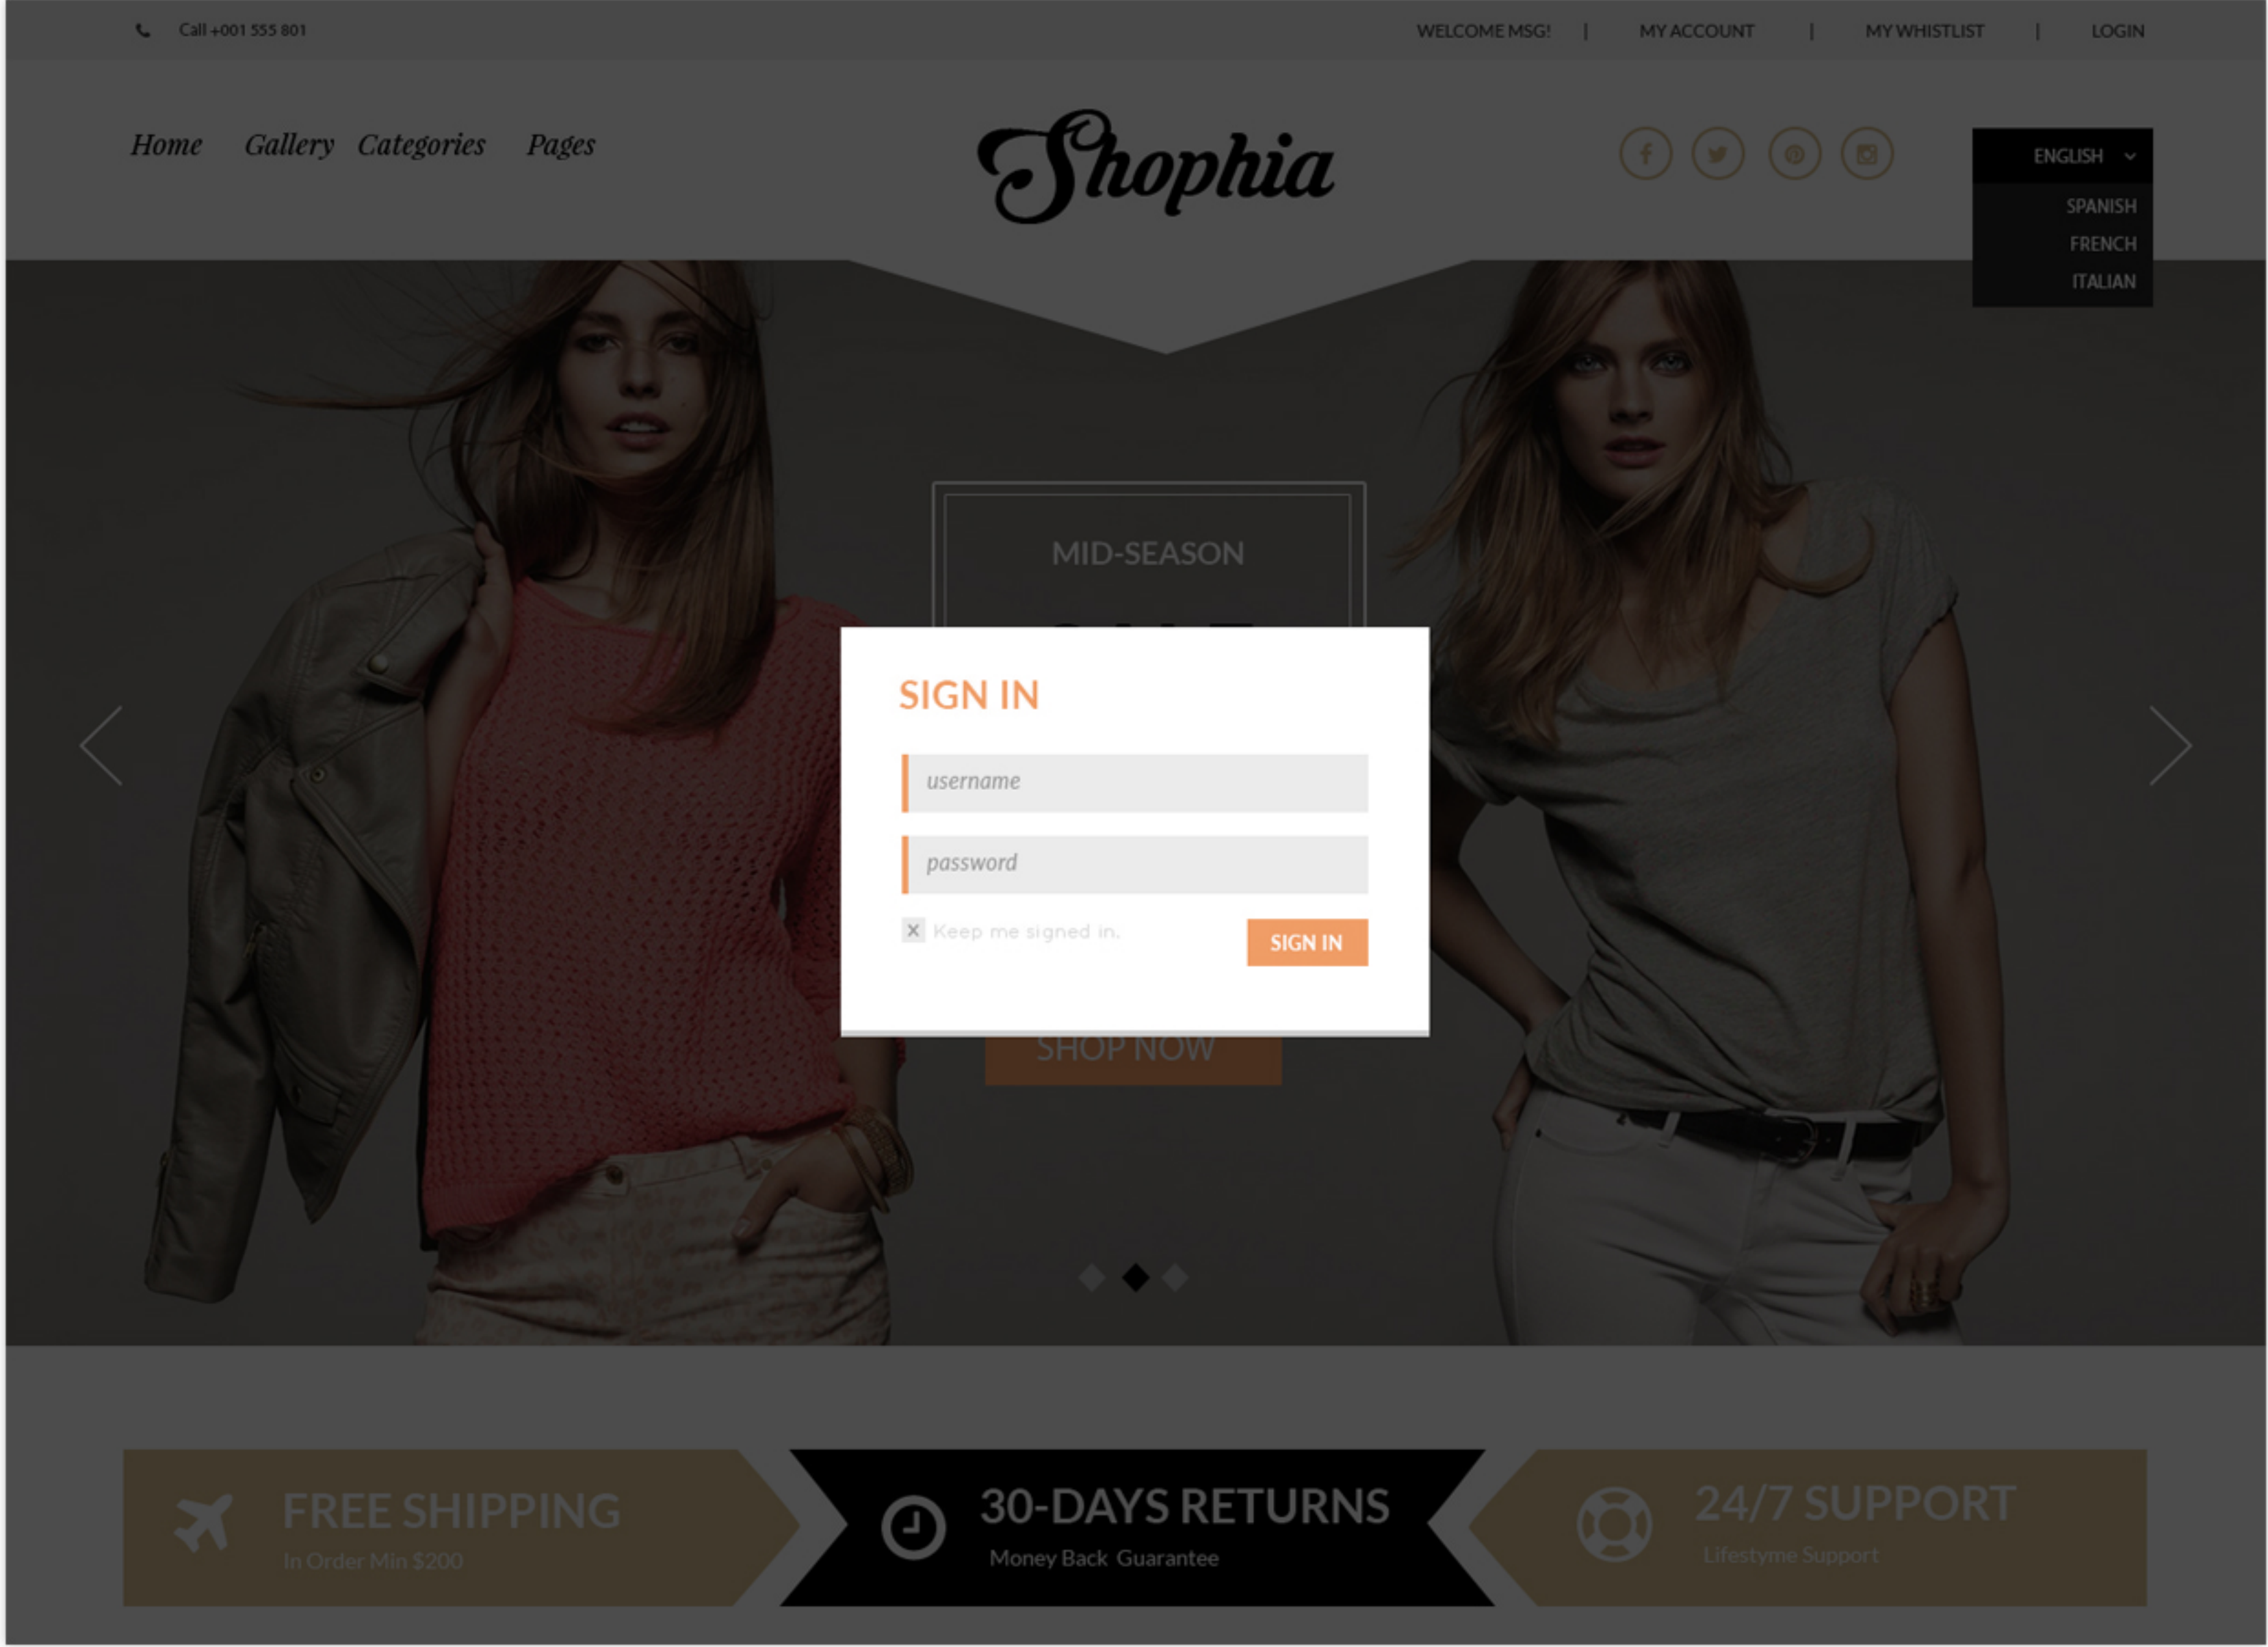 Call +001 555 801
WELCOME MSG! | MY ACCOUNT | MY WHISTLIST | LOGIN
Home Gallery Categories Pages
Shophia
ENGLISH
SPANISH
FRENCH
ITALIAN
MID-SEASON
SIGN IN
username
password
x Keep me signed in.
SIGN IN
SHOP NOW
FREE SHIPPING
In Order Min $200
30-DAYS RETURNS
Money Back Guarantee
24/7 SUPPORT
Lifestyme Support